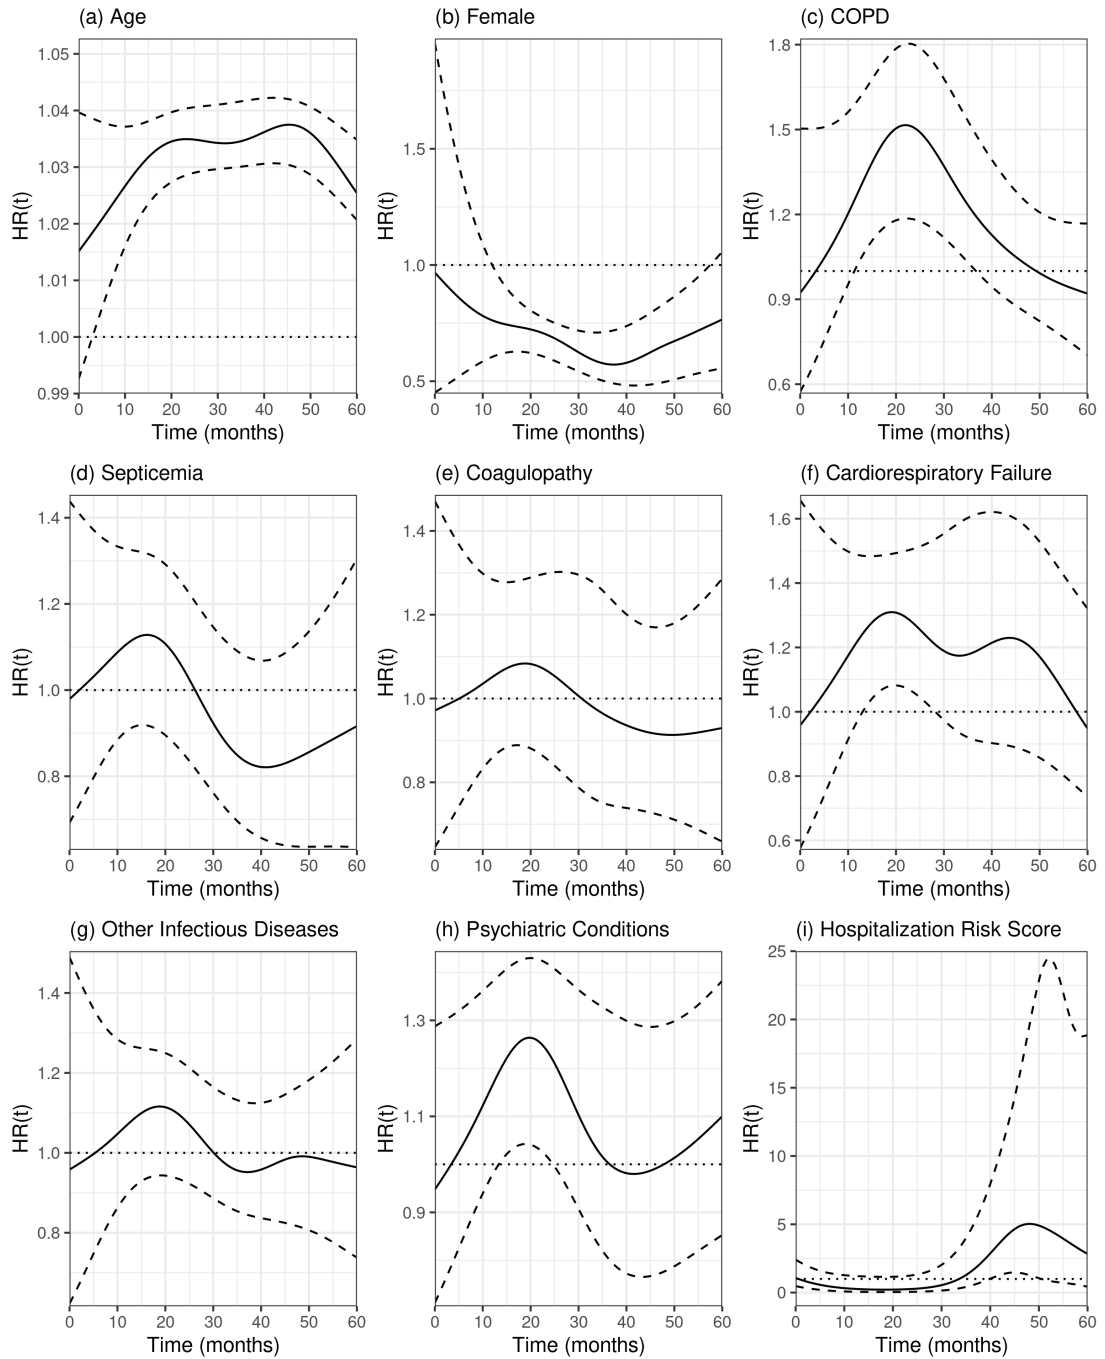 (a) Age
HR(t)
1.05
1.04
1.03
1.02
1.01
1.00
0.99
0 10 20 30 40 50 60
Time (months)
(b) Female
HR(t)
1.5
1.0
0.5
0 10 20 30 40 50 60
Time (months)
(c) COPD
HR(t)
1.8
1.5
1.2
0.9
0.6
0 10 20 30 40 50 60
Time (months)
(d) Septicemia
HR(t)
1.4
1.2
1.0
0.8
0 10 20 30 40 50 60
Time (months)
(e) Coagulopathy
HR(t)
1.4
1.2
1.0
0.8
0 10 20 30 40 50 60
Time (months)
(f) Cardiorespiratory Failure
HR(t)
1.6
1.4
1.2
1.0
0.8
0.6
0 10 20 30 40 50 60
Time (months)
(g) Other Infectious Diseases
HR(t)
1.4
1.2
1.0
0.8
0 10 20 30 40 50 60
Time (months)
(h) Psychiatric Conditions
HR(t)
1.3
1.1
0.9
0 10 20 30 40 50 60
Time (months)
(i) Hospitalization Risk Score
HR(t)
25
20
15
10
5
0
0 10 20 30 40 50 60
Time (months)